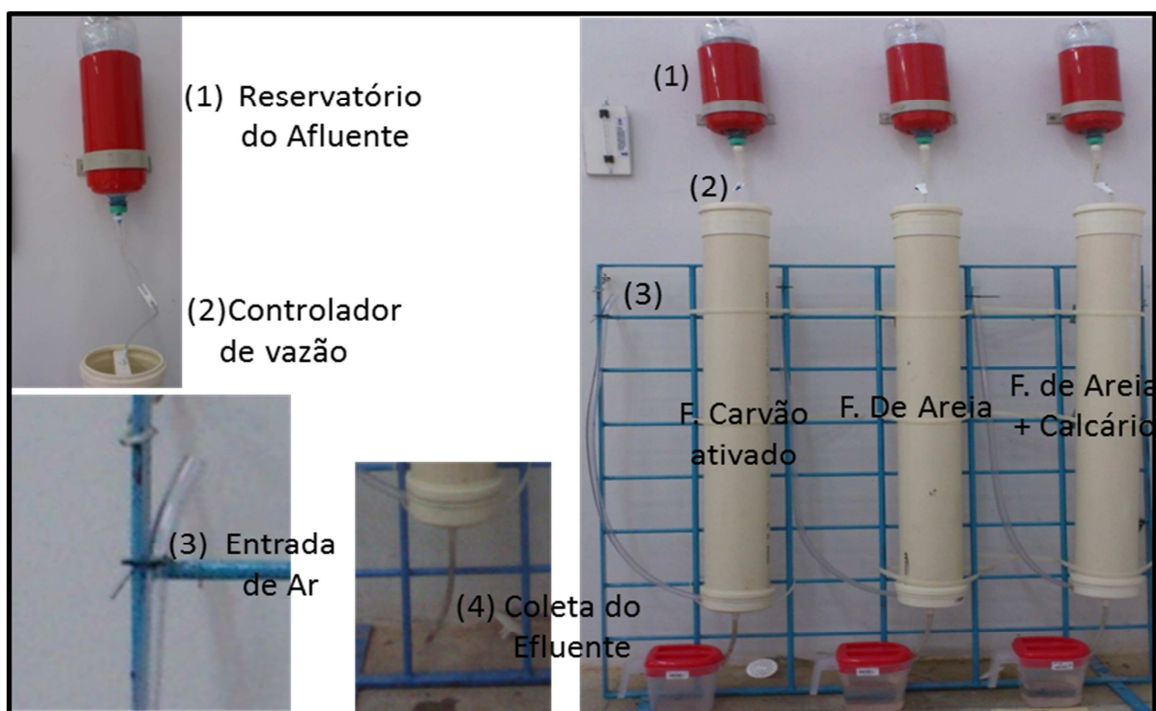 (1) Reservatório
do Afluente
(2)Controlador
de vazão
(3) Entrada
de Ar
(4) Coleta do
Efluente
(1)
(2)
(3)
F. Carvão
ativado
F. De Areia
F. de Areia
+ Calcário